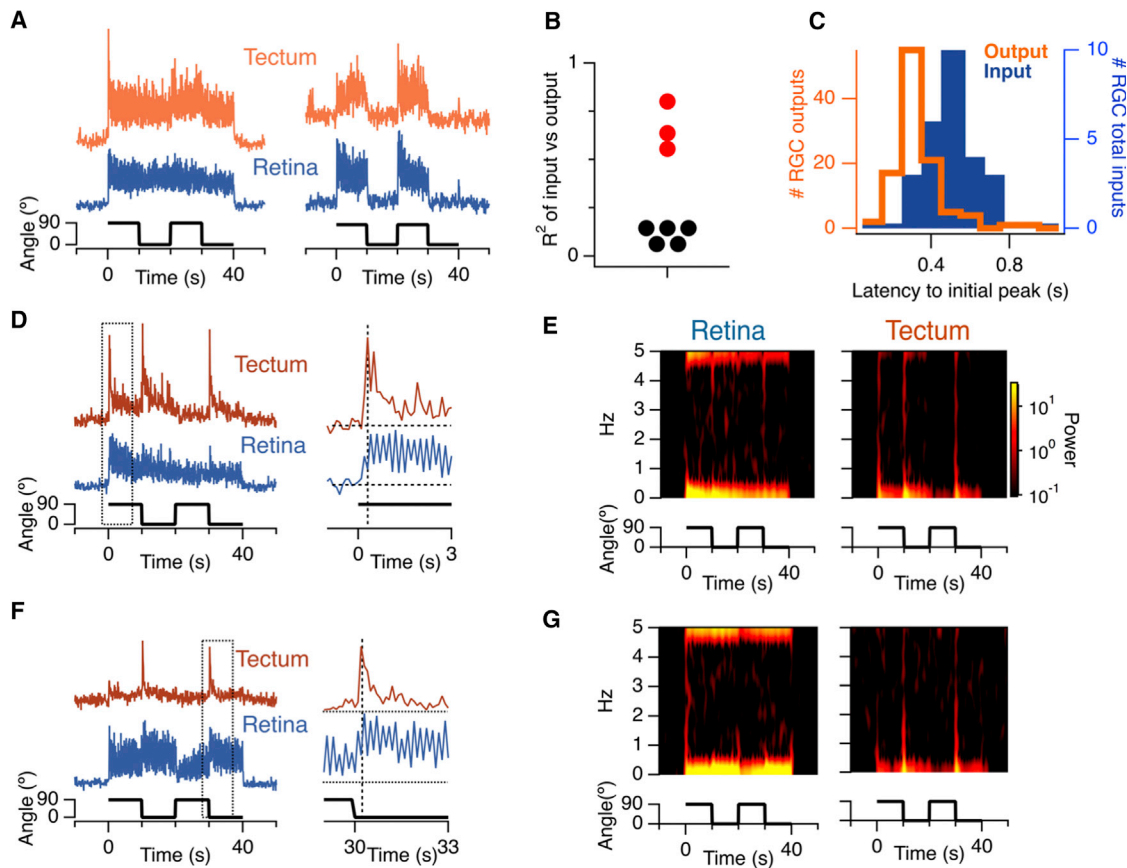 A
Tectum
Retina
Angle (º)
90
0
0 40
Time (s)
0 40
Time (s)
B
R² of input vs output
1
0
C
Output
Input
# RGC outputs
40
20
0
# RGC total inputs
10
5
0
0.4 0.8
Latency to initial peak (s)
D
Tectum
Retina
Angle (º)
90
0
0 40
Time (s)
0 3
Time (s)
E
Retina Tectum
Hz
5
4
3
2
1
0
Power
10¹
10⁰
10⁻¹
Angle(º)
90
0
0 40
Time (s)
0 40
Time (s)
F
Tectum
Retina
Angle (º)
90
0
0 40
Time (s)
30 33
Time (s)
G
Hz
5
4
3
2
1
0
Angle(º)
90
0
0 40
Time (s)
0 40
Time (s)